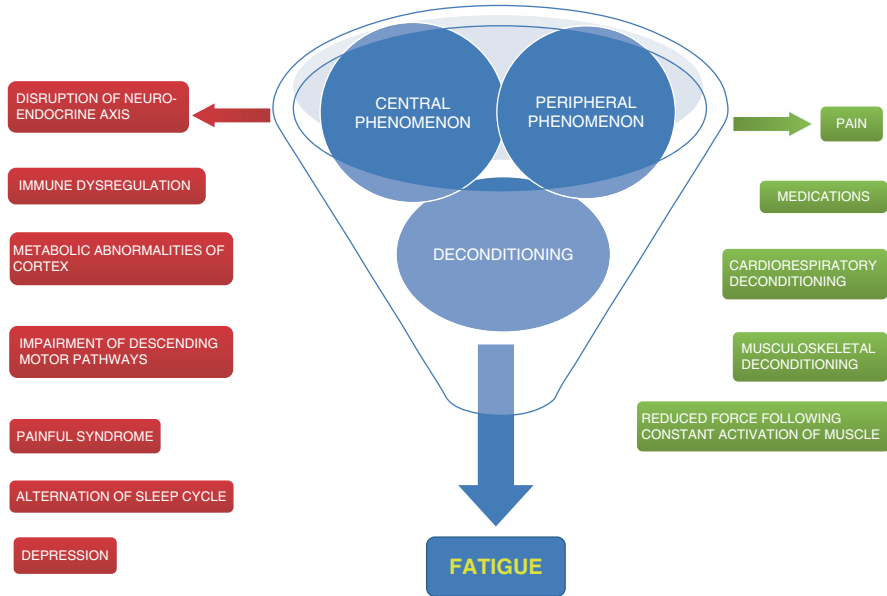 CENTRAL
PHENOMENON
PERIPHERAL
PHENOMENON
DECONDITIONING
FATIGUE
DISRUPTION OF NEURO-
ENDOCRINE AXIS
IMMUNE DYSREGULATION
METABOLIC ABNORMALITIES OF
CORTEX
IMPAIRMENT OF DESCENDING
MOTOR PATHWAYS
PAINFUL SYNDROME
ALTERNATION OF SLEEP CYCLE
DEPRESSION
PAIN
MEDICATIONS
CARDIORESPIRATORY
DECONDITIONING
MUSCULOSKELETAL
DECONDITIONING
REDUCED FORCE FOLLOWING
CONSTANT ACTIVATION OF MUSCLE